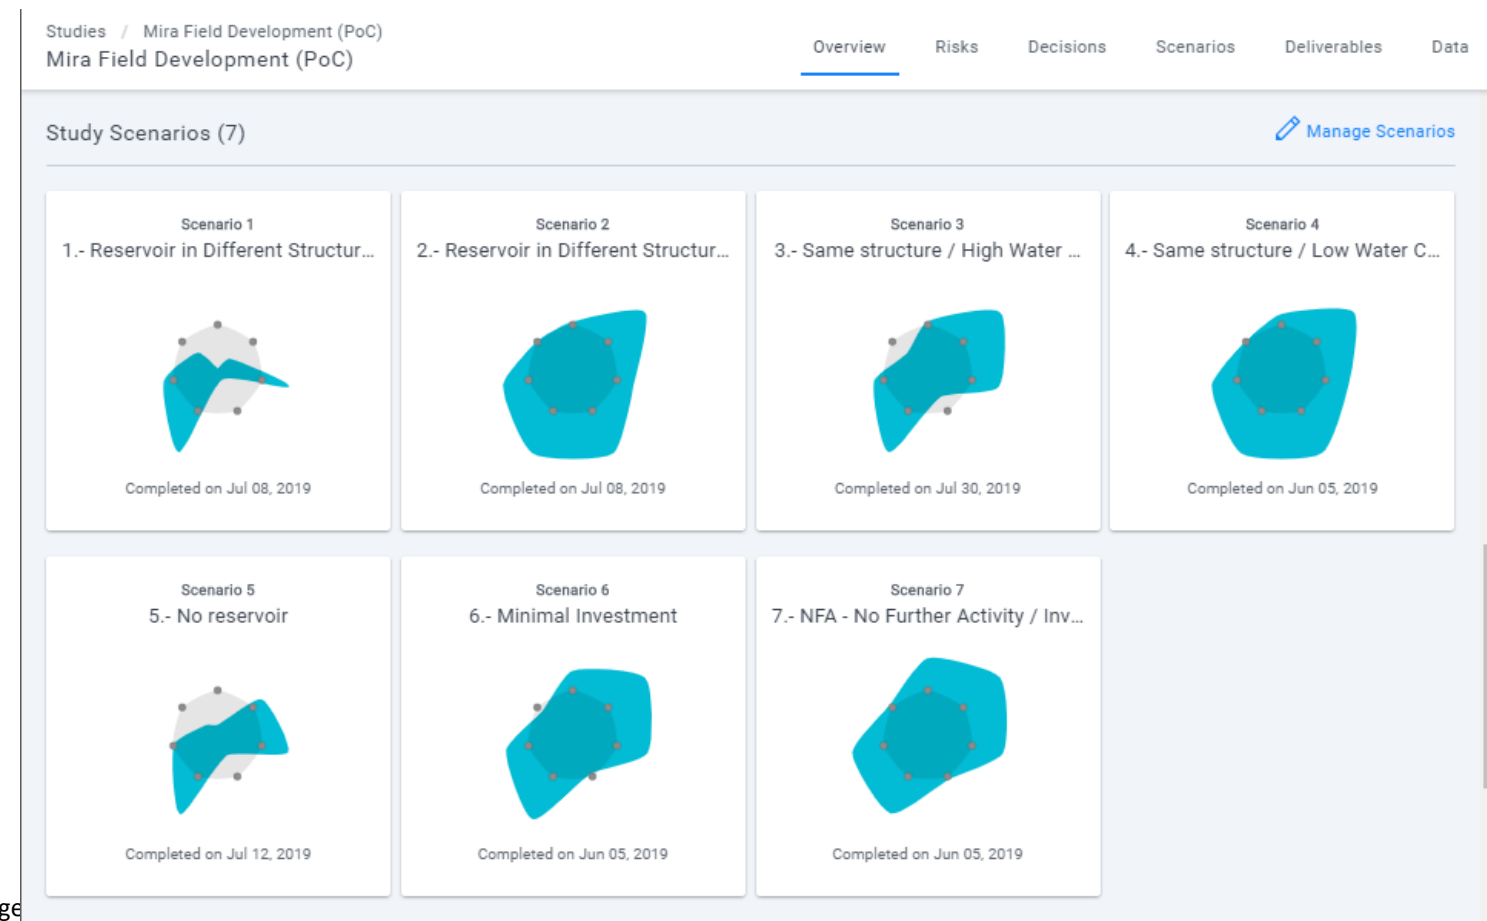 Studies / Mira Field Development (PoC)
Mira Field Development (PoC)
Overview Risks Decisions Scenarios Deliverables Data
Study Scenarios (7)
Manage Scenarios
Scenario 1
1.- Reservoir in Different Structur...
Completed on Jul 08, 2019
Scenario 2
2.- Reservoir in Different Structur...
Completed on Jul 08, 2019
Scenario 3
3.- Same structure / High Water ...
Completed on Jul 30, 2019
Scenario 4
4.- Same structure / Low Water C...
Completed on Jun 05, 2019
Scenario 5
5.- No reservoir
Completed on Jul 12, 2019
Scenario 6
6.- Minimal Investment
Completed on Jun 05, 2019
Scenario 7
7.- NFA - No Further Activity / Inv...
Completed on Jun 05, 2019
ge